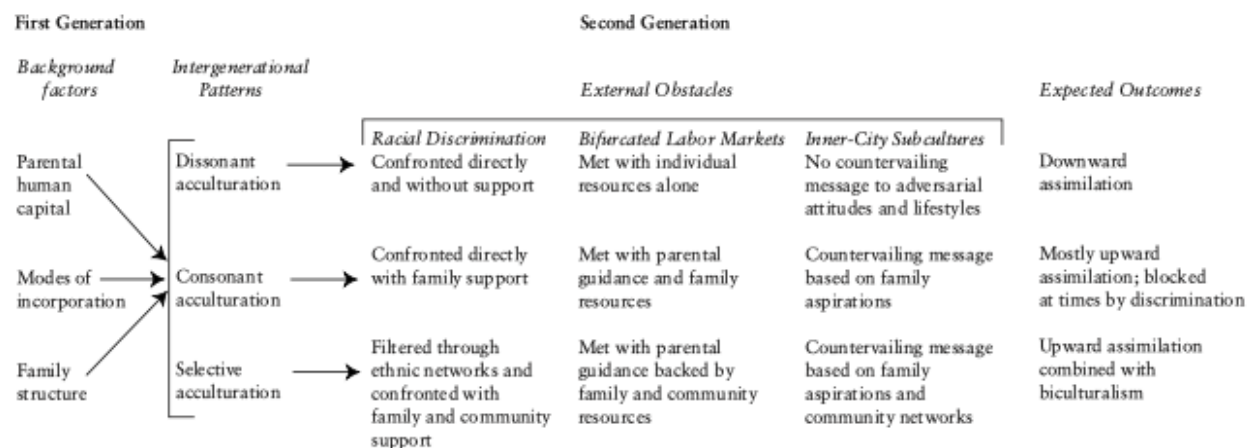 First Generation
Second Generation
Background factors
Intergenerational Patterns
External Obstacles
Expected Outcomes
Racial Discrimination
Bifurcated Labor Markets
Inner-City Subcultures
Parental
human
capital
Dissonant
acculturation
Confronted directly
and without support
Met with individual
resources alone
No countervailing
message to adversarial
attitudes and lifestyles
Downward
assimilation
Modes of
incorporation
Consonant
acculturation
Confronted directly
with family support
Met with parental
guidance and family
resources
Countervailing message
based on family
aspirations
Mostly upward
assimilation; blocked
at times by discrimination
Family
structure
Selective
acculturation
Filtered through
ethnic networks and
confronted with
family and community
support
Met with parental
guidance backed by
family and community
resources
Countervailing message
based on family
aspirations and
community networks
Upward assimilation
combined with
biculturalism